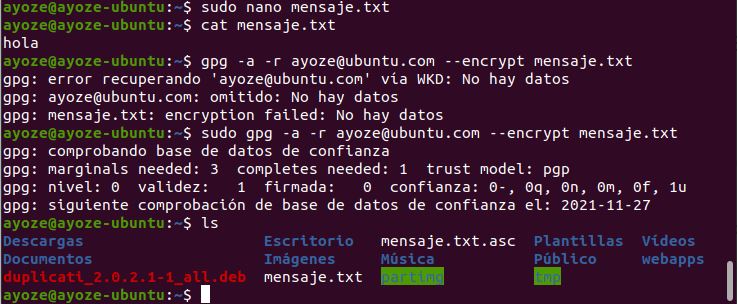 ayoze@ayoze-ubuntu:~$ sudo nano mensaje.txt
ayoze@ayoze-ubuntu:~$ cat mensaje.txt
hola
ayoze@ayoze-ubuntu:~$ gpg -a -r ayoze@ubuntu.com --encrypt mensaje.txt
gpg: error recuperando 'ayoze@ubuntu.com' vía WKD: No hay datos
gpg: ayoze@ubuntu.com: omitido: No hay datos
gpg: mensaje.txt: encryption failed: No hay datos
ayoze@ayoze-ubuntu:~$ sudo gpg -a -r ayoze@ubuntu.com --encrypt mensaje.txt
gpg: comprobando base de datos de confianza
gpg: marginals needed: 3  completes needed: 1  trust model: pgp
gpg: nivel: 0  validez:   1  firmada:   0  confianza: 0-, 0q, 0n, 0m, 0f, 1u
gpg: siguiente comprobación de base de datos de confianza el: 2021-11-27
ayoze@ayoze-ubuntu:~$ ls
Descargas                    Escritorio   mensaje.txt.asc  Plantillas  Vídeos
Documentos                   Imágenes     Música           Público     webapps
duplicati_2.0.2.1-1_all.deb  mensaje.txt  partimg          tmp
ayoze@ayoze-ubuntu:~$